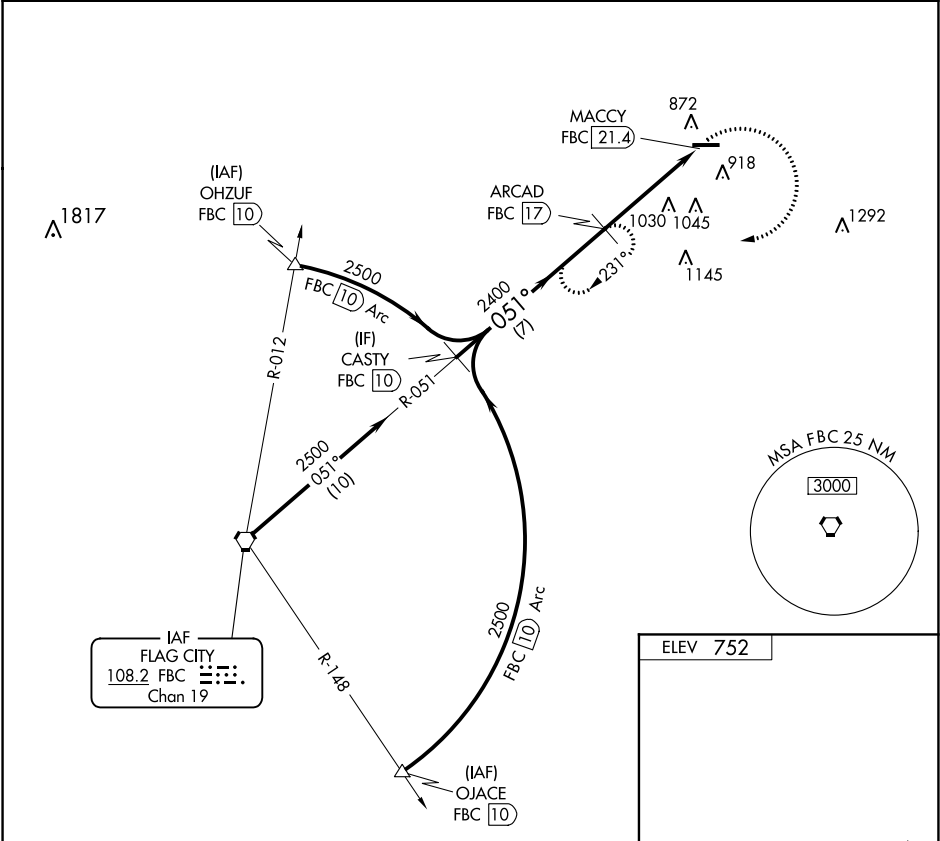 872
MACCY
FBC 21.4
918
(IAF)
OHZUF
FBC 10
ARCAD
FBC 17
1817
1030
1045
1292
231°
1145
2500
FBC 10 Arc
2400
051°
(7)
(IF)
CASTY
FBC 10
R-012
R-051
2500
051°
(10)
MSA FBC 25 NM
3000
2500
FBC 10 Arc
IAF
FLAG CITY
108.2 FBC
Chan 19
R-148
ELEV 752
(IAF)
OJACE
FBC 10